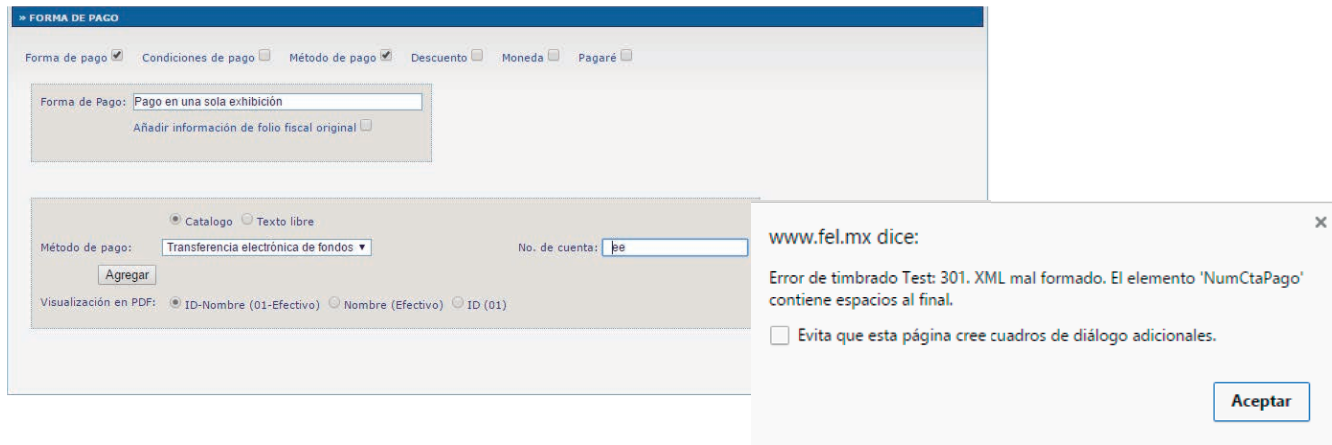 » FORMA DE PAGO
Forma de pago Condiciones de pago Método de pago Descuento Moneda Pagaré
Forma de Pago: Pago en una sola exhibición
Añadir información de folio fiscal original
Catalogo Texto libre
Método de pago: Transferencia electrónica de fondos No. de cuenta: ee
Agregar
Visualización en PDF: ID-Nombre (01-Efectivo) Nombre (Efectivo) ID (01)
www.fel.mx dice:
Error de timbrado Test: 301. XML mal formado. El elemento 'NumCtaPago'
contiene espacios al final.
Evita que esta página cree cuadros de diálogo adicionales.
Aceptar